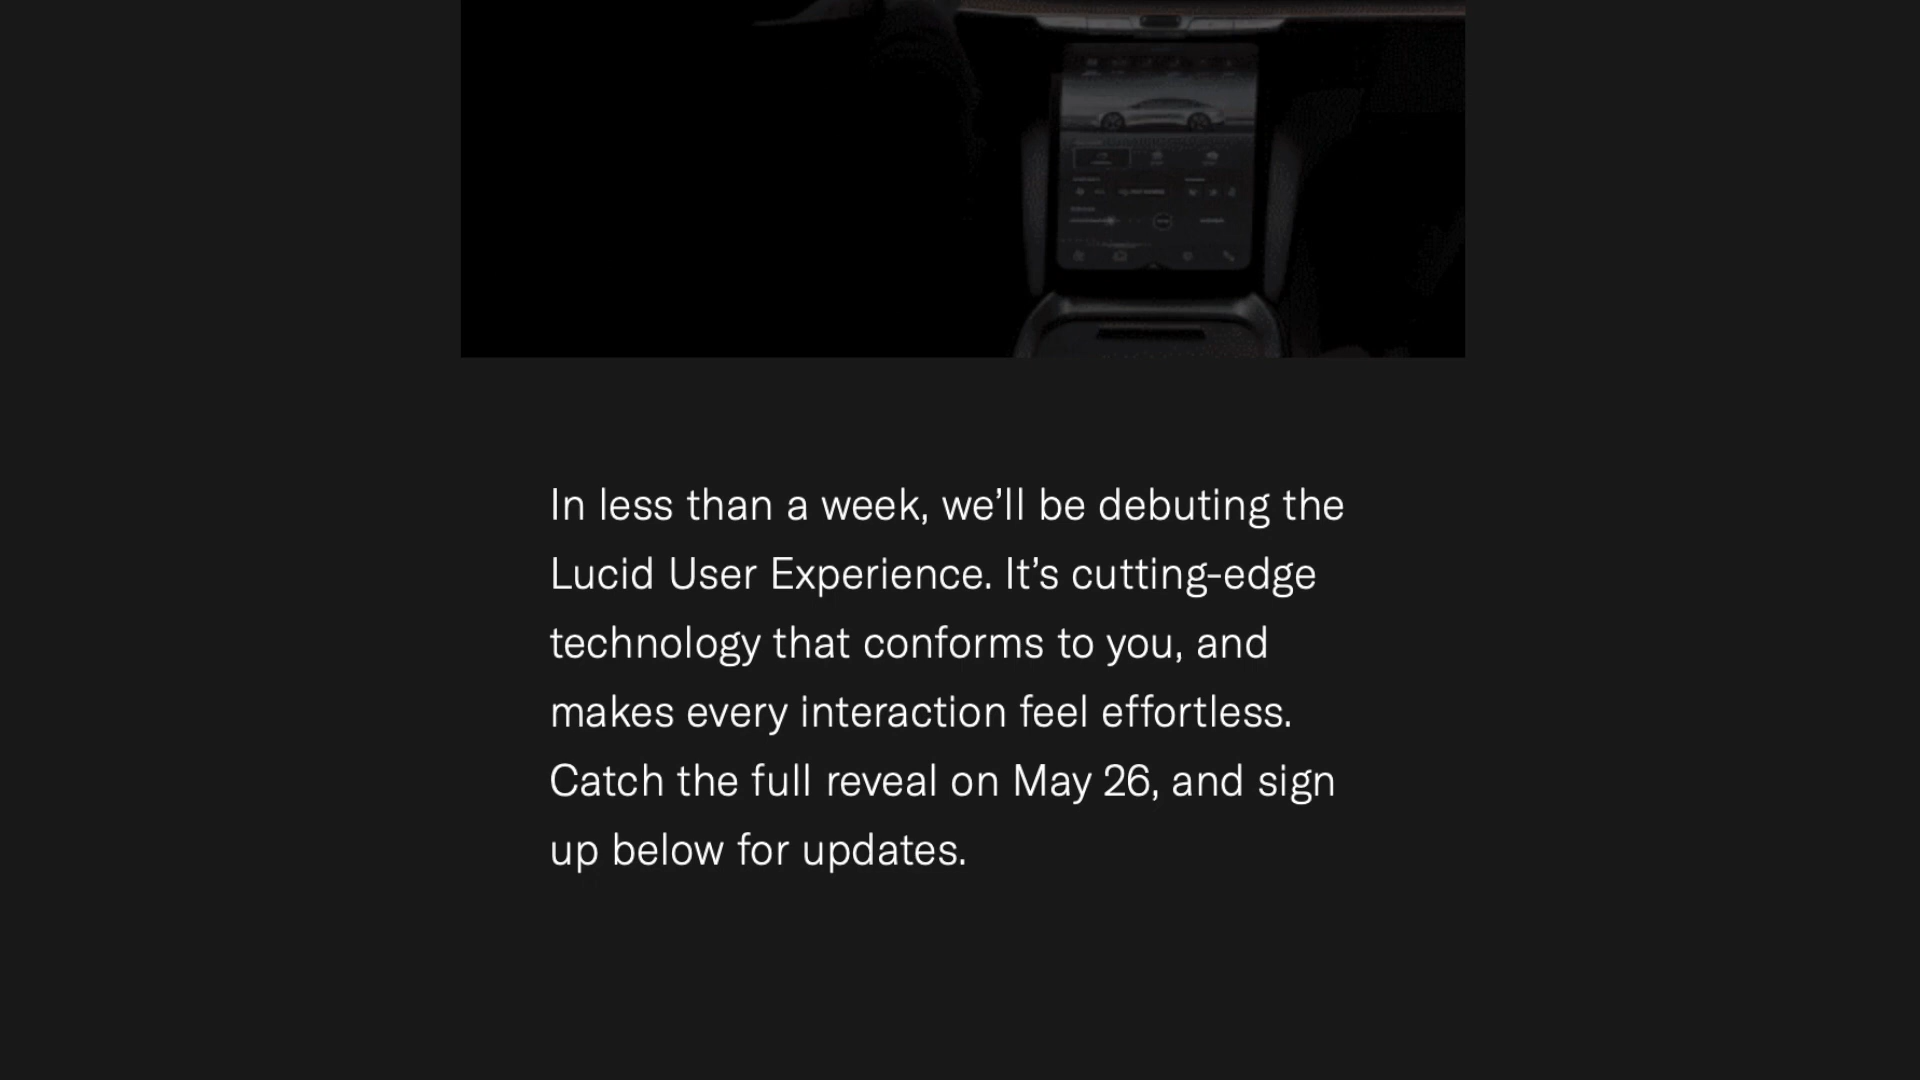 In less than a week, we’ll be debuting the
Lucid User Experience. It’s cutting-edge
technology that conforms to you, and
makes every interaction feel effortless.
Catch the full reveal on May 26, and sign
up below for updates.